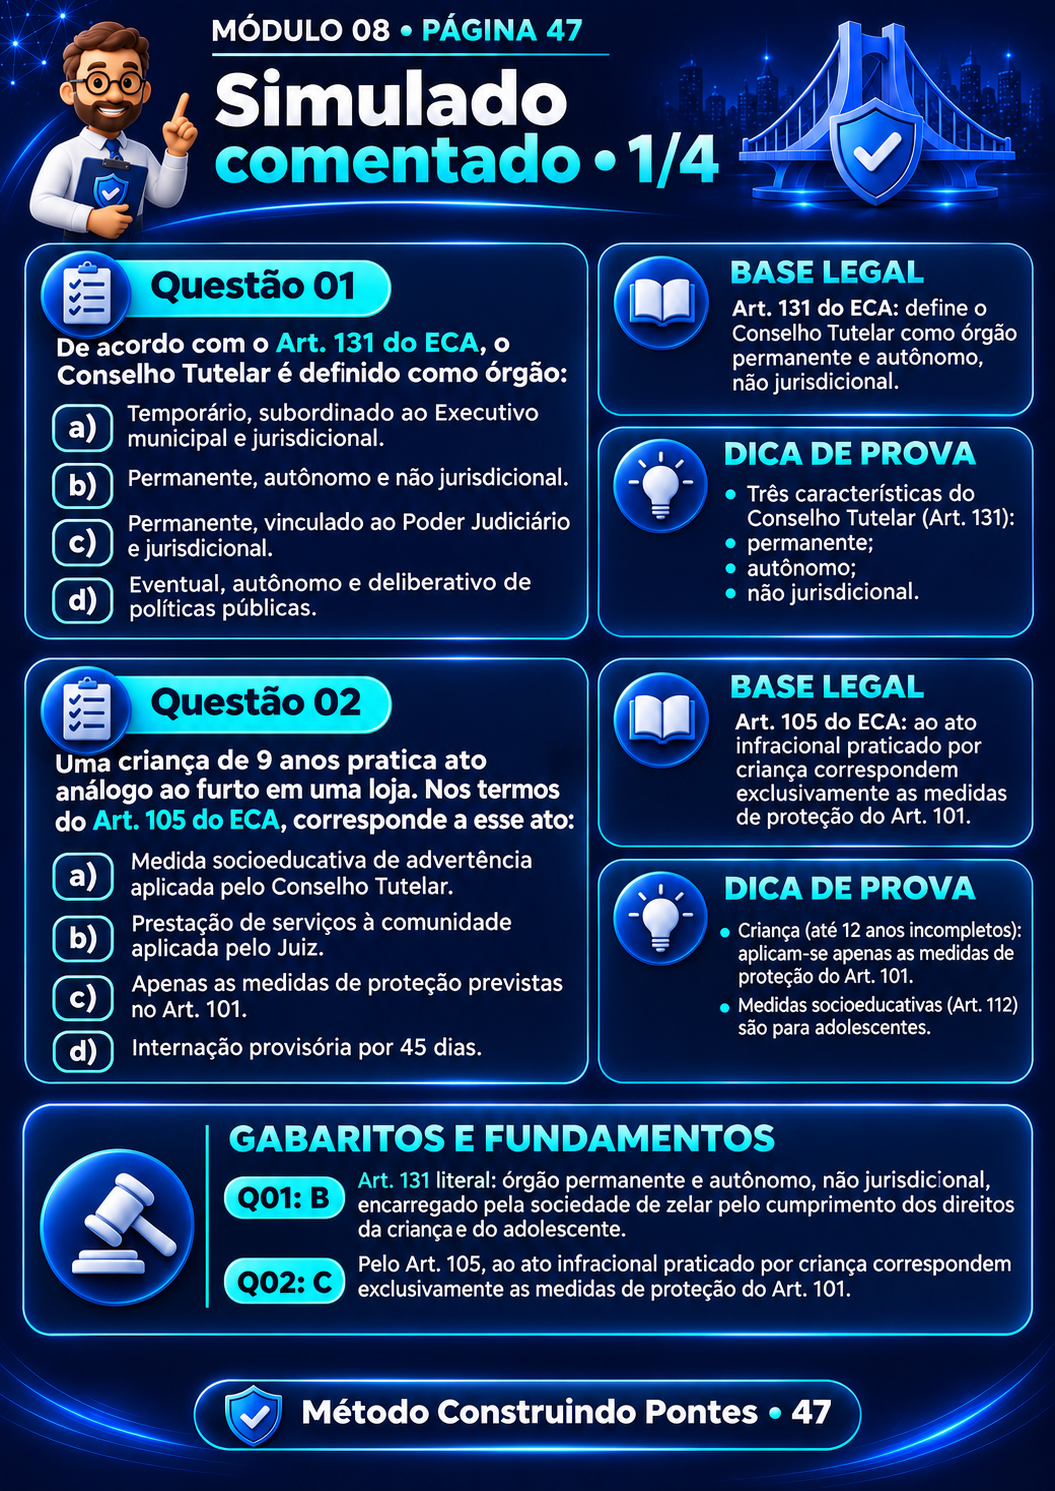 MÓDULO 08 • PÁGINA 47
Simulado
comentado • 1/4
Questão 01
De acordo com o Art. 131 do ECA, o
Conselho Tutelar é definido como órgão:
a) Temporário, subordinado ao Executivo
municipal e jurisdicional.
b) Permanente, autônomo e não jurisdicional.
c) Permanente, vinculado ao Poder Judiciário
e jurisdicional.
d) Eventual, autônomo e deliberativo de
políticas públicas.
BASE LEGAL
Art. 131 do ECA: define o
Conselho Tutelar como órgão
permanente e autônomo,
não jurisdicional.
DICA DE PROVA
• Três características do
Conselho Tutelar (Art. 131):
• permanente;
• autônomo;
• não jurisdicional.
Questão 02
Uma criança de 9 anos pratica ato
análogo ao furto em uma loja. Nos termos
do Art. 105 do ECA, corresponde a esse ato:
a) Medida socioeducativa de advertência
aplicada pelo Conselho Tutelar.
b) Prestação de serviços à comunidade
aplicada pelo Juiz.
c) Apenas as medidas de proteção previstas
no Art. 101.
d) Internação provisória por 45 dias.
BASE LEGAL
Art. 105 do ECA: ao ato
infracional praticado por
criança correspondem
exclusivamente as medidas
de proteção do Art. 101.
DICA DE PROVA
• Criança (até 12 anos incompletos):
aplicam-se apenas as medidas de
proteção do Art. 101.
• Medidas socioeducativas (Art. 112)
são para adolescentes.
GABARITOS E FUNDAMENTOS
Q01: B
Art. 131 literal: órgão permanente e autônomo, não jurisdicional,
encarregado pela sociedade de zelar pelo cumprimento dos direitos
da criança e do adolescente.
Q02: C
Pelo Art. 105, ao ato infracional praticado por criança correspondem
exclusivamente as medidas de proteção do Art. 101.
Método Construindo Pontes • 47